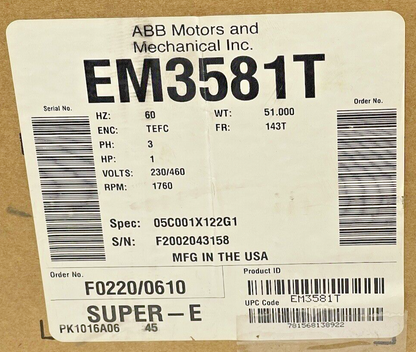 ABB Motors and
Mechanical Inc.
EM3581T
Serial No.
Order No.
HZ: 60 WT: 51.000
ENC: TEFC FR: 143T
PH: 3
HP: 1
VOLTS: 230/460
RPM: 1760
Spec: 05C001X122G1
S/N: F2002043158
MFG IN THE USA
Order No.
F0220/0610
Product ID
EM3581T
UPC Code
781568138922
SUPER-E
PK1016A06 45